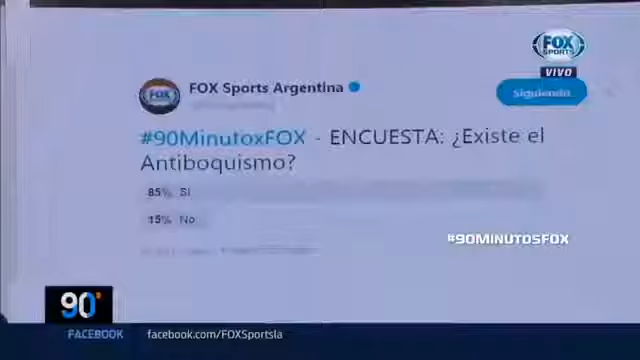 FOX
SPORTS
VIVO
FOX
FOX Sports Argentina
Siguiendo
#90MinutoxFOX - ENCUESTA: ¿Existe el
Antiboquismo?
85% Sí
15% No
#90MINUTOSFOX
90'
FACEBOOK facebook.com/FOXSportsla